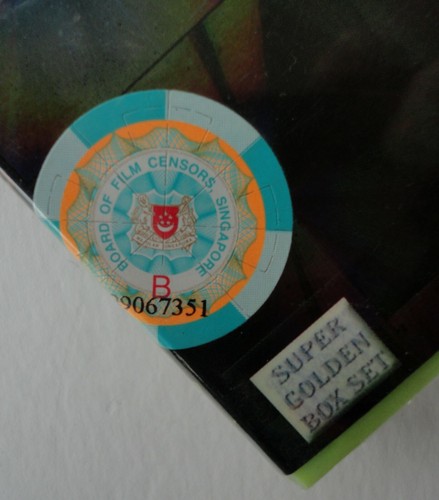 BOARD OF FILM CENSORS, SINGAPORE
B
9067351
SUPER
GOLDEN
BOX SET